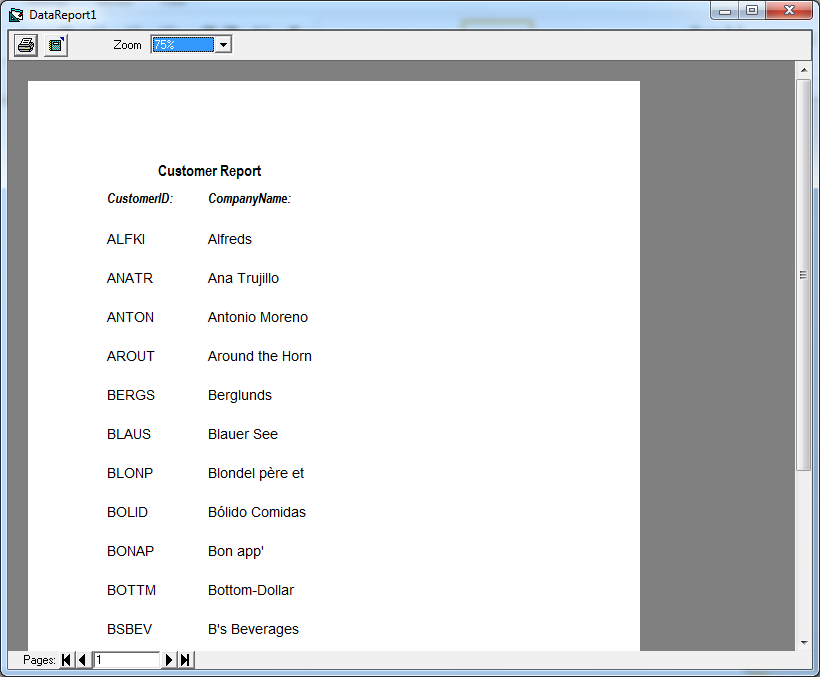 DataReport1
Zoom 75%
Customer Report
CustomerID: CompanyName:
ALFKI Alfreds
ANATR Ana Trujillo
ANTON Antonio Moreno
AROUT Around the Horn
BERGS Berglunds
BLAUS Blauer See
BLONP Blondel père et
BOLID Bólido Comidas
BONAP Bon app'
BOTTM Bottom-Dollar
BSBEV B's Beverages
Pages: 1